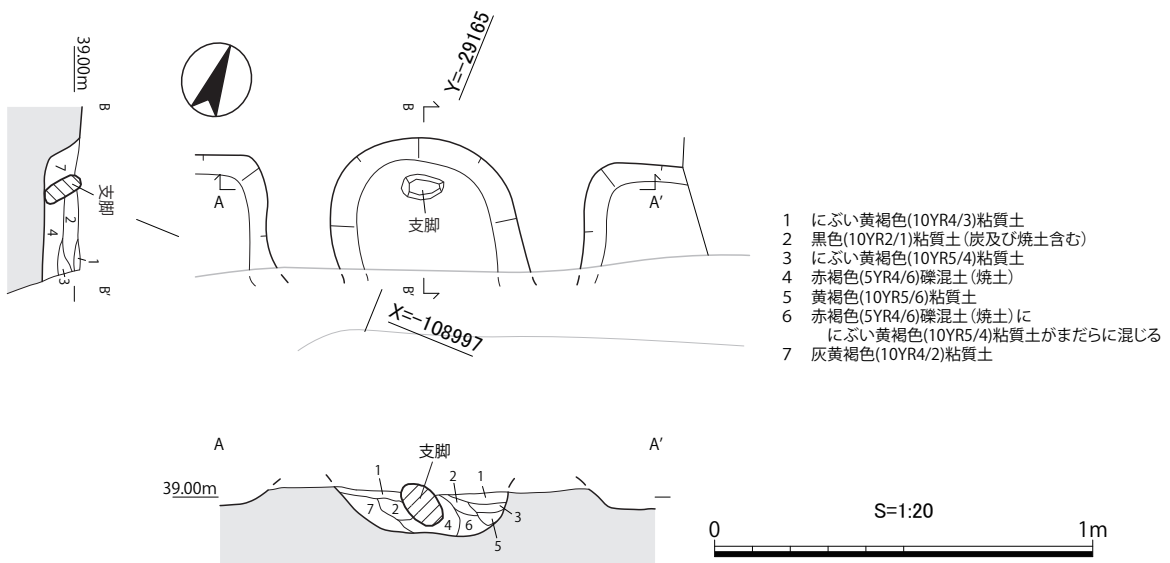 39.00m
B
支脚
7
2
4
1
3
B'
Y=-29165
B
A
A'
支脚
B'
X=-108997
1 にぶい黄褐色(10YR4/3)粘質土
2 黒色(10YR2/1)粘質土(炭及び焼土含む)
3 にぶい黄褐色(10YR5/4)粘質土
4 赤褐色(5YR4/6)礫混土(焼土)
5 黄褐色(10YR5/6)粘質土
6 赤褐色(5YR4/6)礫混土(焼土)に
にぶい黄褐色(10YR5/4)粘質土がまだらに混じる
7 灰黄褐色(10YR4/2)粘質土
A
A'
支脚
1
2
1
39.00m
7
2
4
6
3
5
S=1:20
0
1m